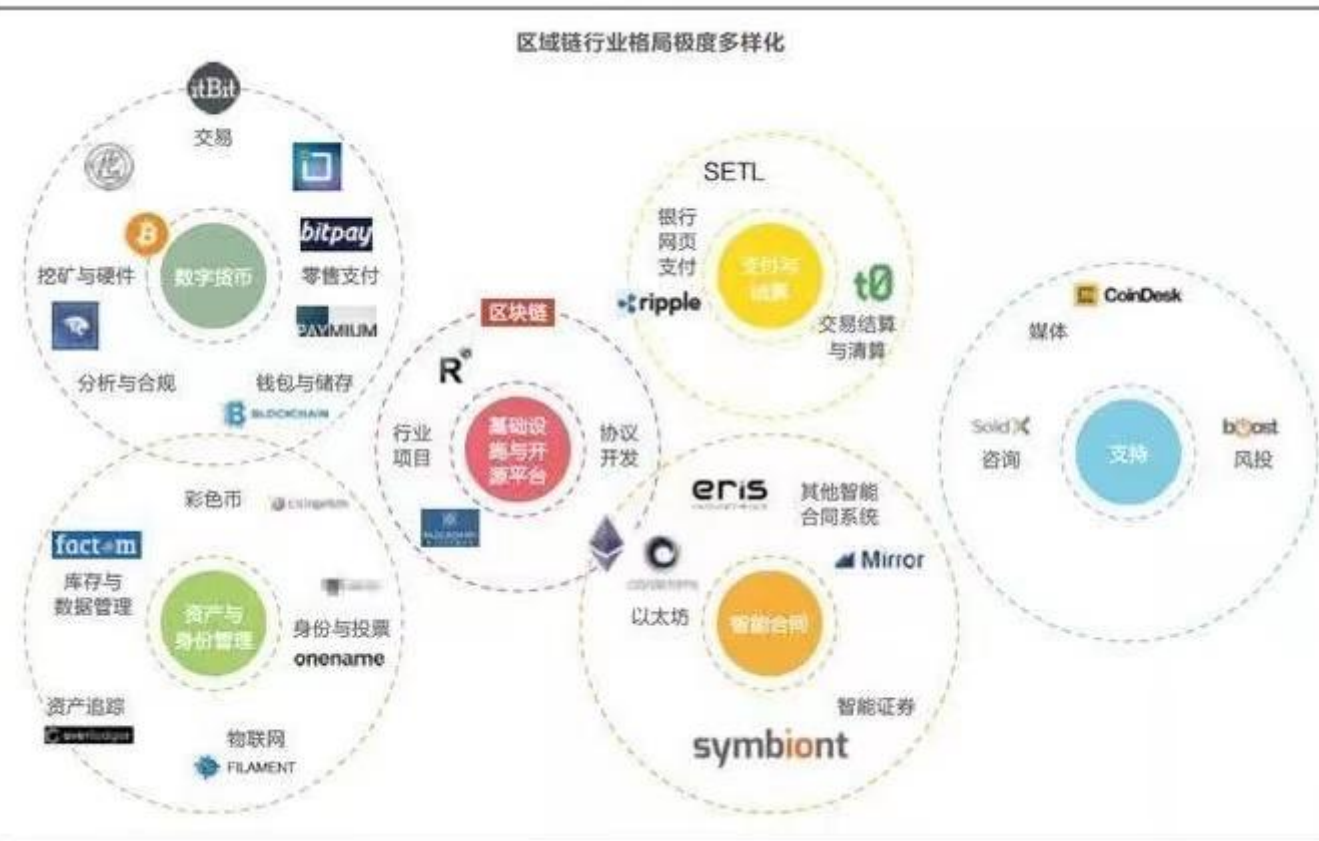 区域链行业格局极度多样化
itBit
交易
bitpay
挖矿与硬件
数字货币
零售支付
PAYMIUM
分析与合规
钱包与储存
BLOCKCHAIN
SETL
银行
网页
支付
支付与
结算
ripple
t0
交易结算
与清算
区块链
R
行业
项目
基础设
施与开
源平台
协议
开发
CoinDesk
媒体
SolidX
咨询
支持
boost
风投
彩色币
factom
库存与
数据管理
资产与
身份管理
身份与投票
onename
资产追踪
everledger
物联网
FILAMENT
eris
其他智能
合同系统
Mirror
以太坊
智能合同
智能证券
symbiont